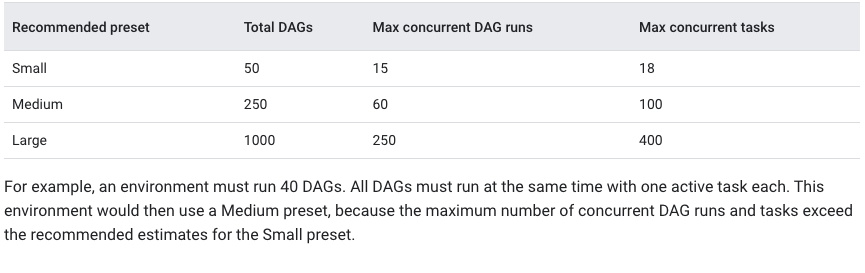 Recommended preset Total DAGs Max concurrent DAG runs Max concurrent tasks
Small 50 15 18
Medium 250 60 100
Large 1000 250 400
For example, an environment must run 40 DAGs. All DAGs must run at the same time with one active task each. This
environment would then use a Medium preset, because the maximum number of concurrent DAG runs and tasks exceed
the recommended estimates for the Small preset.